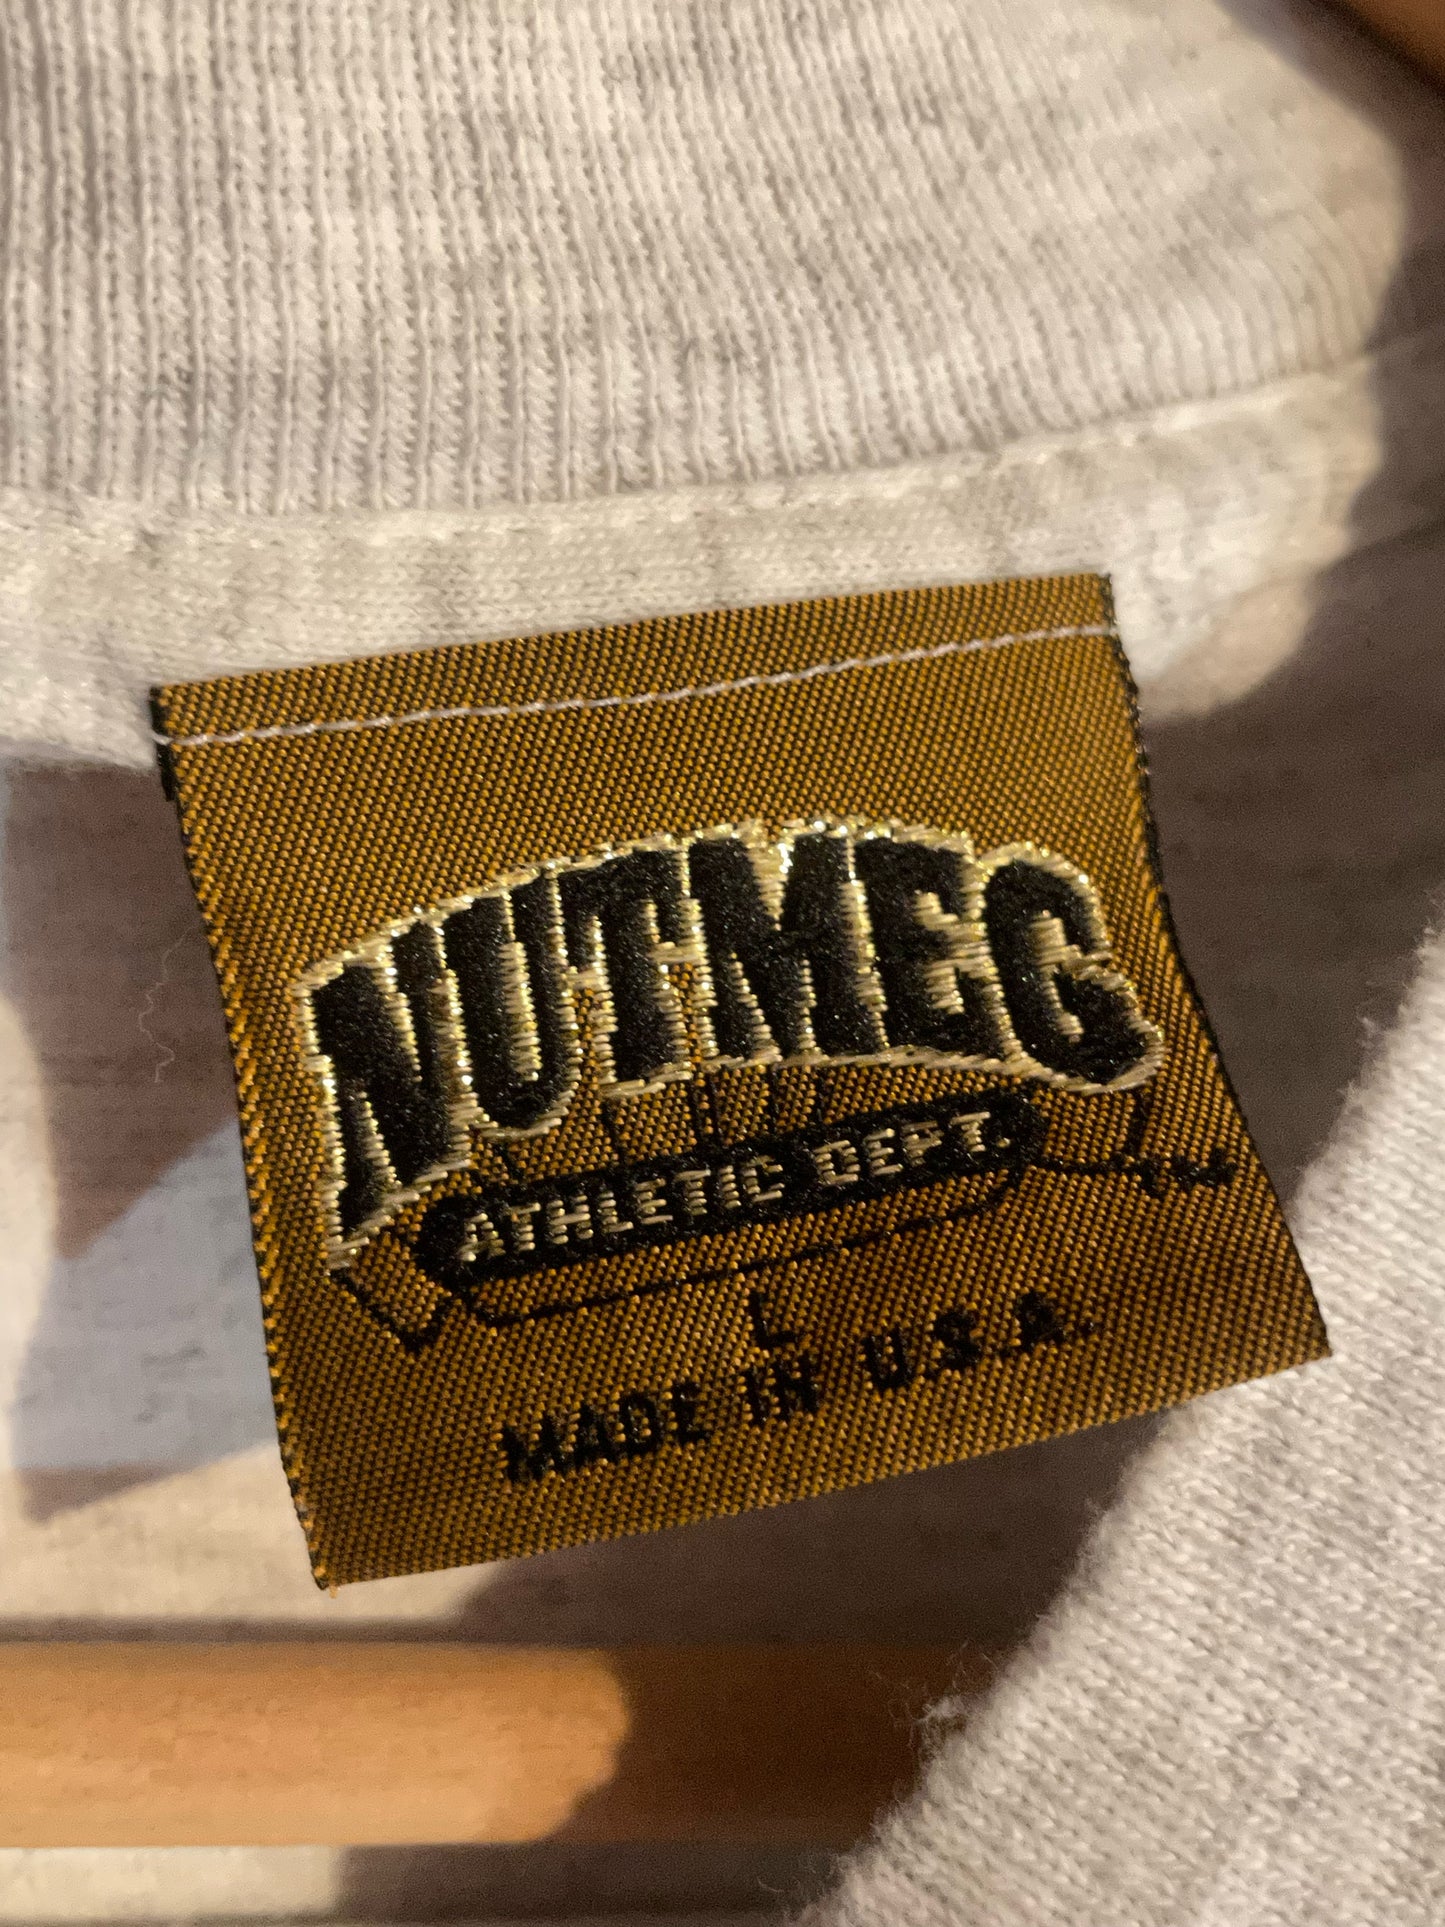 NUTMEG
ATHLETIC DEPT.
L
MADE IN U.S.A.